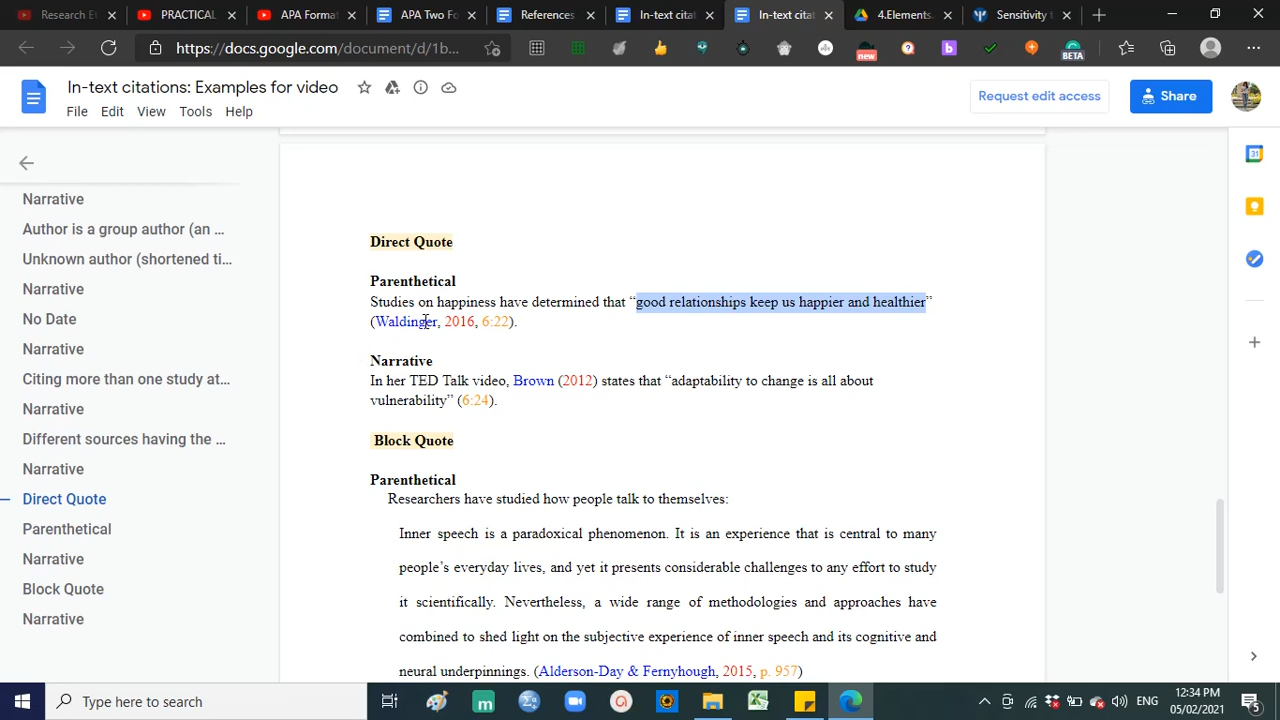 Research Ev
PRACTICAL
APA Format
APA Two Fo
References
In-text citat
In-text citat
4.Elements.
Sensitivity
https://docs.google.com/document/d/1b...
new
BETA
In-text citations: Examples for video
File Edit View Tools Help
Request edit access
Share
Narrative
Author is a group author (an ...
Unknown author (shortened ti...
Narrative
No Date
Narrative
Citing more than one study at...
Narrative
Different sources having the ...
Narrative
Direct Quote
Parenthetical
Narrative
Block Quote
Narrative
Direct Quote
Parenthetical
Studies on happiness have determined that “good relationships keep us happier and healthier”
(Waldinger, 2016, 6:22).
Narrative
In her TED Talk video, Brown (2012) states that “adaptability to change is all about
vulnerability” (6:24).
Block Quote
Parenthetical
Researchers have studied how people talk to themselves:
Inner speech is a paradoxical phenomenon. It is an experience that is central to many
people’s everyday lives, and yet it presents considerable challenges to any effort to study
it scientifically. Nevertheless, a wide range of methodologies and approaches have
combined to shed light on the subjective experience of inner speech and its cognitive and
neural underpinnings. (Alderson-Day & Fernyhough, 2015, p. 957)
31
Type here to search
ENG
12:34 PM
05/02/2021
5